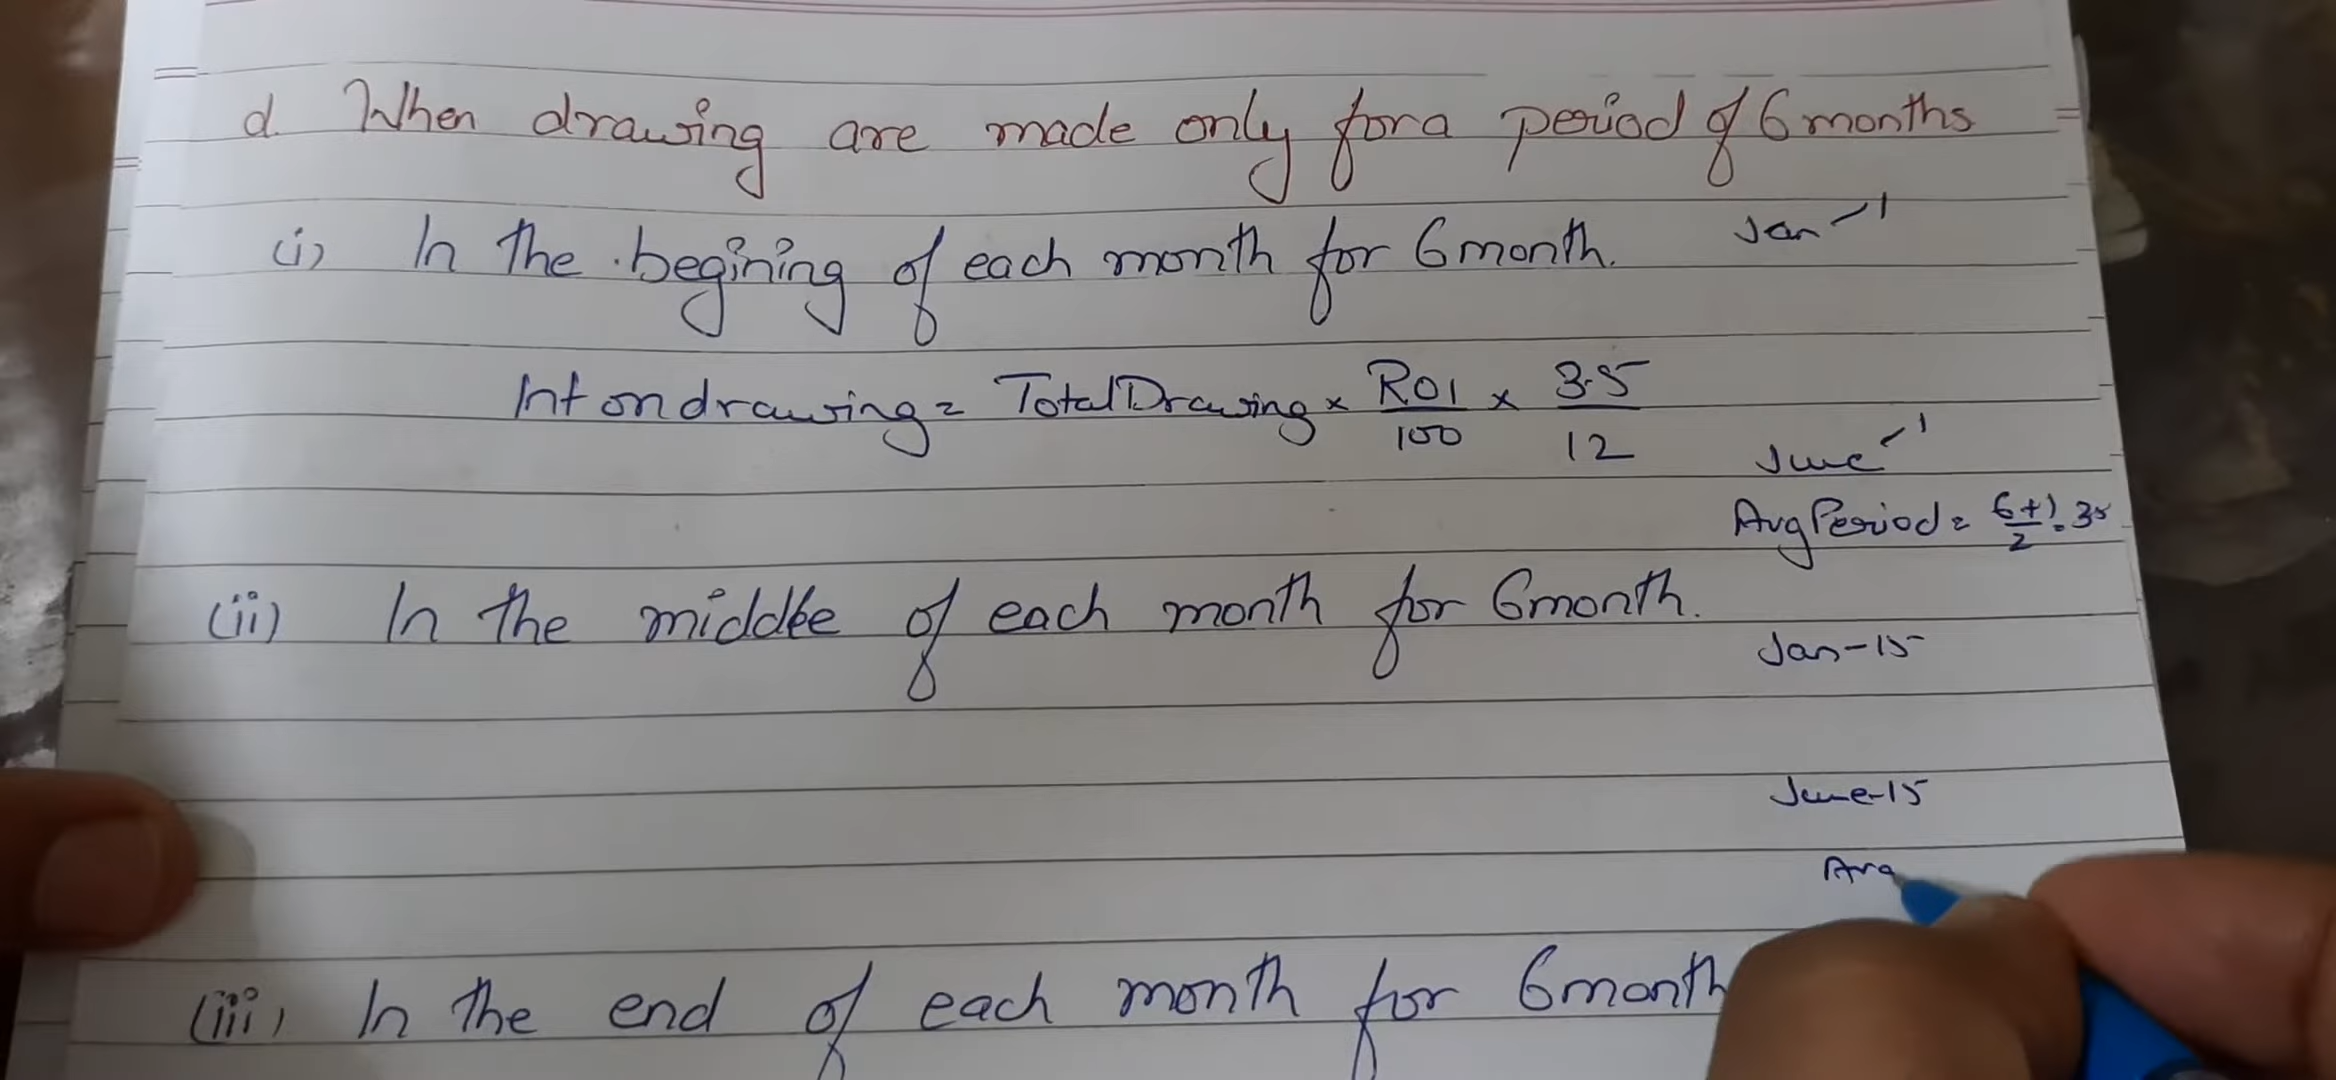 d. When drawing are made only for a period of 6 months
(i) In the begining of each month for 6 month. Jan - 1
Int on drawing = Total Drawing × ROI/100 × 3.5/12
June - 1
Avg Period = 6+1/2 = 3.5
(ii) In the middle of each month for 6 month.
Jan - 15
June - 15
Avg
(iii) In the end of each month for 6 month